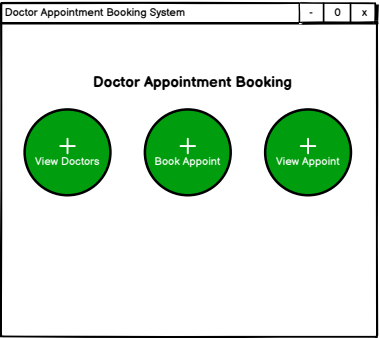 Doctor Appointment Booking System - 0 x
Doctor Appointment Booking
+ + +
View Doctors Book Appoint View Appoint